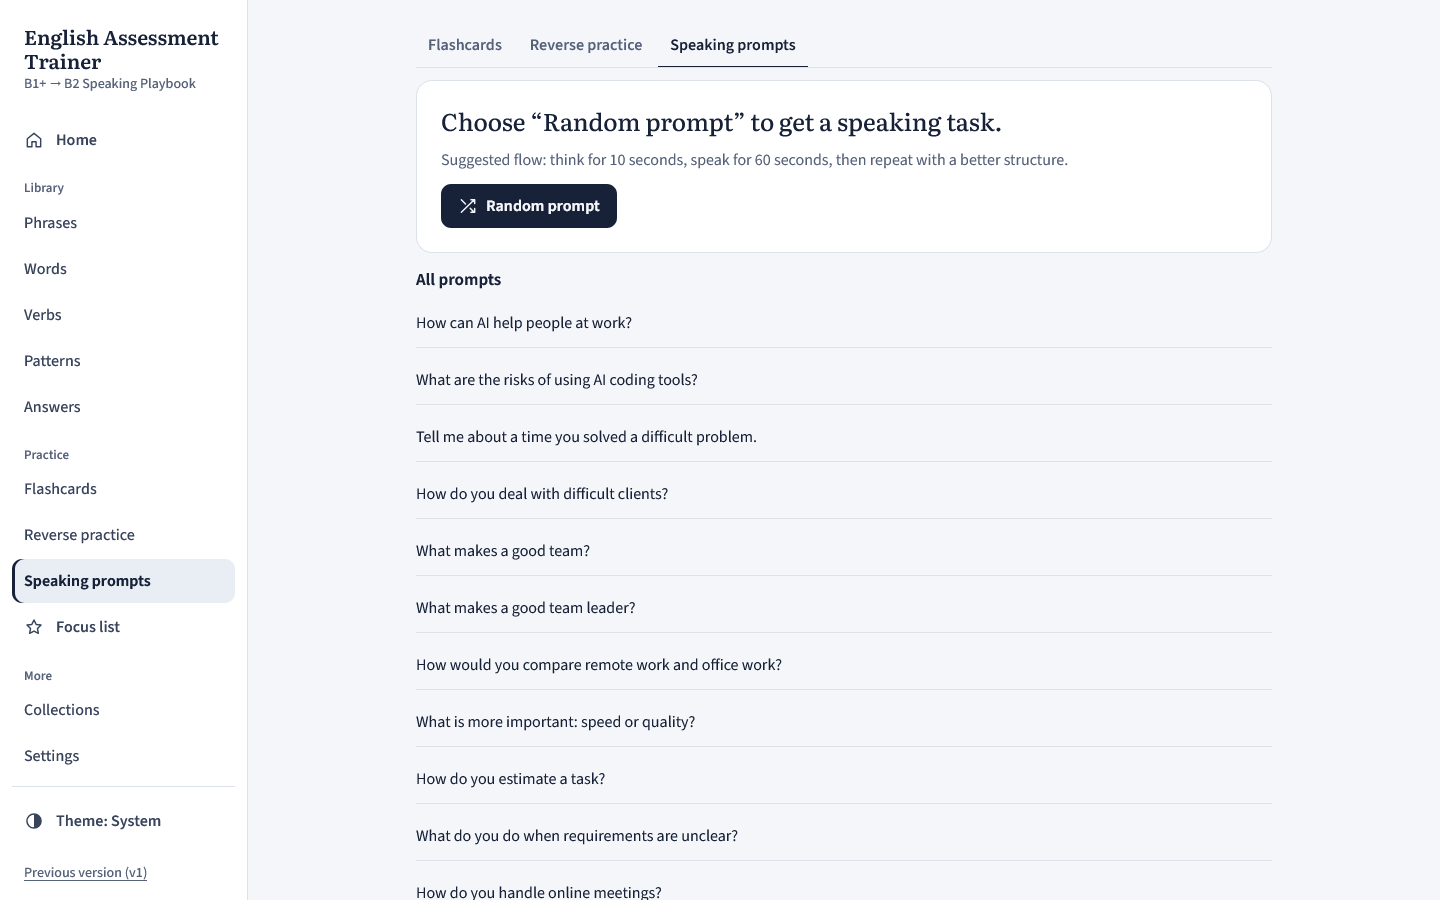 English Assessment
Trainer
B1+ → B2 Speaking Playbook
Home
Library
Phrases
Words
Verbs
Patterns
Answers
Practice
Flashcards
Reverse practice
Speaking prompts
Focus list
More
Collections
Settings
Theme: System
Previous version (v1)
Flashcards
Reverse practice
Speaking prompts
Choose “Random prompt” to get a speaking task.
Suggested flow: think for 10 seconds, speak for 60 seconds, then repeat with a better structure.
Random prompt
All prompts
How can AI help people at work?
What are the risks of using AI coding tools?
Tell me about a time you solved a difficult problem.
How do you deal with difficult clients?
What makes a good team?
What makes a good team leader?
How would you compare remote work and office work?
What is more important: speed or quality?
How do you estimate a task?
What do you do when requirements are unclear?
How do you handle online meetings?